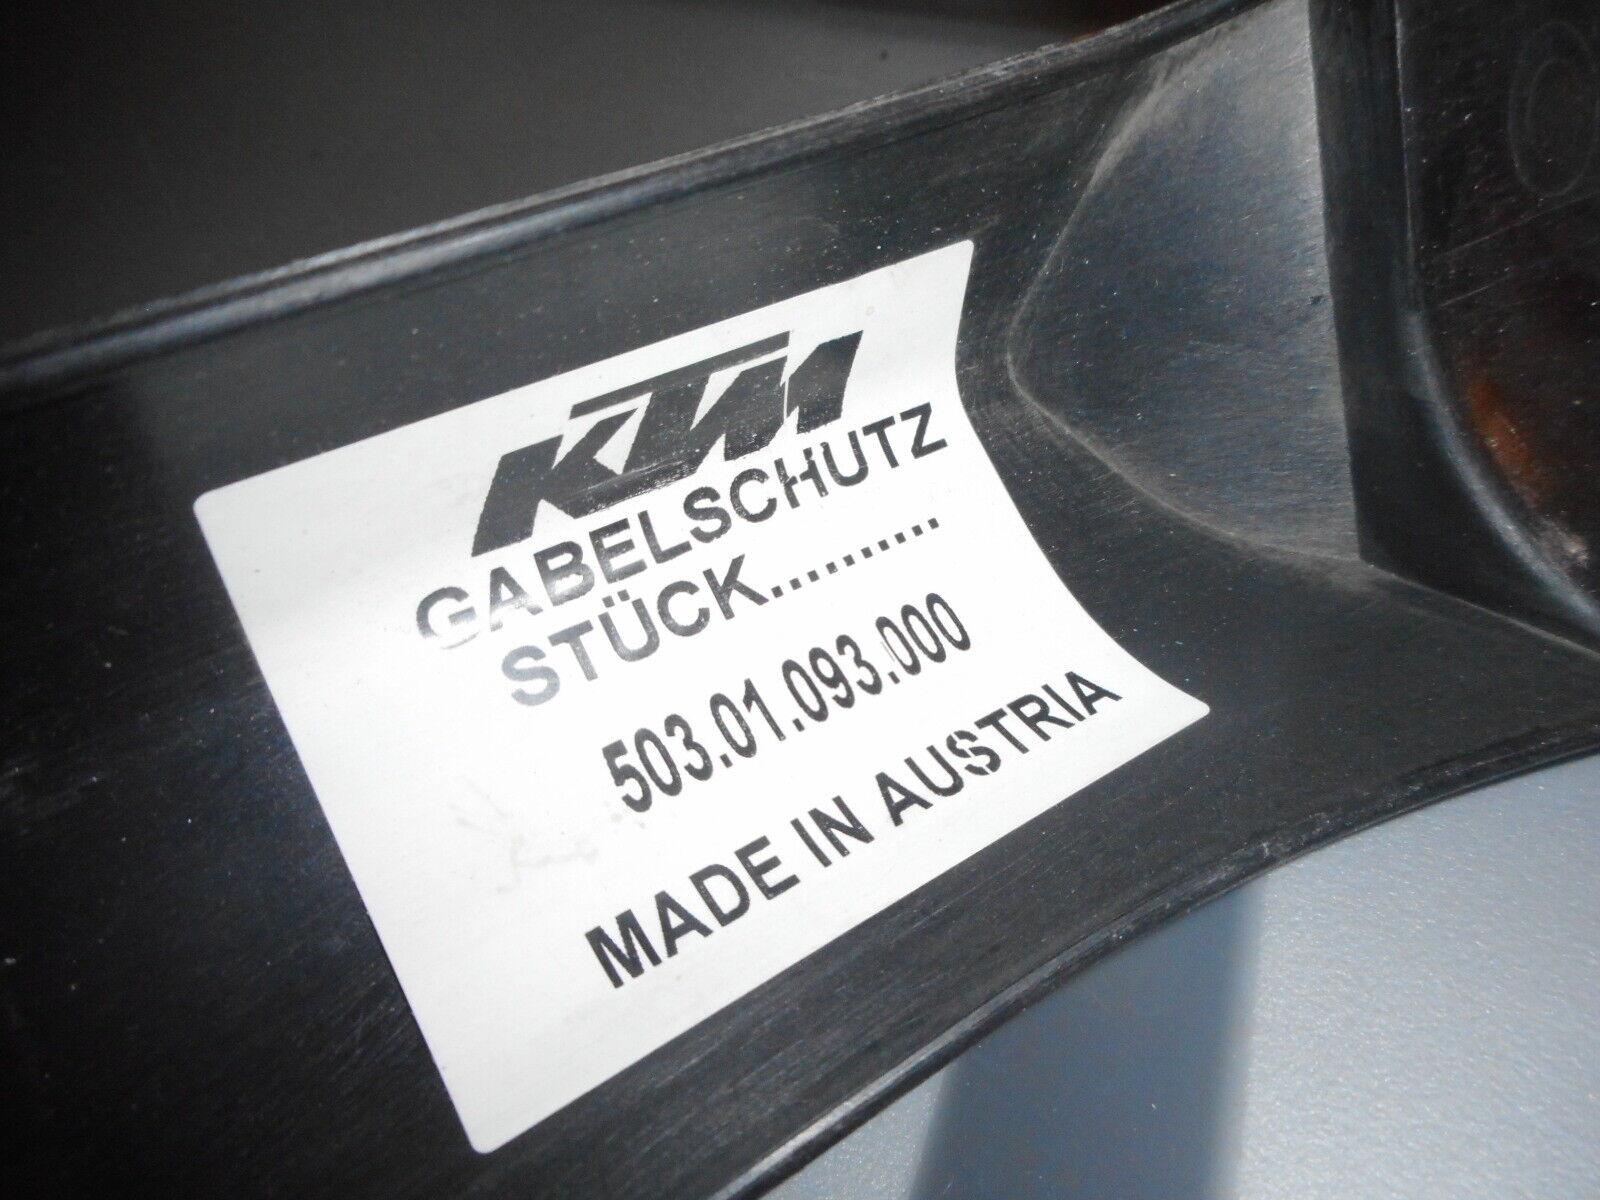 KTM
GABELSCHUTZ
STÜCK..........
503.01.093.000
MADE IN AUSTRIA